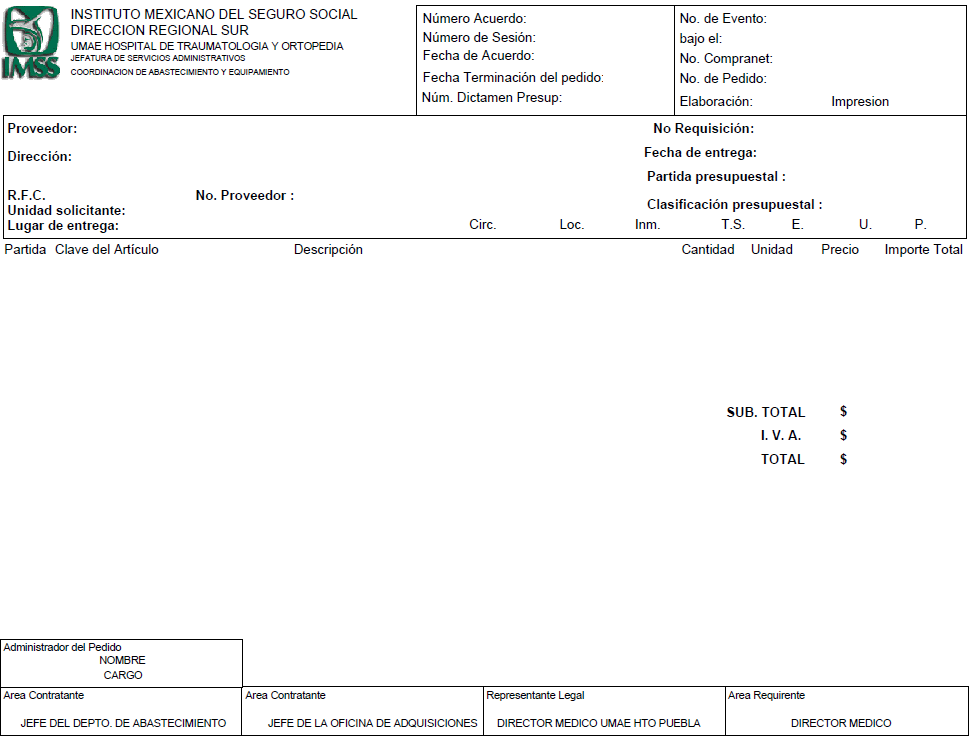 IMSS
INSTITUTO MEXICANO DEL SEGURO SOCIAL
DIRECCION REGIONAL SUR
UMAE HOSPITAL DE TRAUMATOLOGIA Y ORTOPEDIA
JEFATURA DE SERVICIOS ADMINISTRATIVOS
COORDINACION DE ABASTECIMIENTO Y EQUIPAMIENTO
Número Acuerdo:
Número de Sesión:
Fecha de Acuerdo:
Fecha Terminación del pedido:
Núm. Dictamen Presup:
No. de Evento:
bajo el:
No. Compranet:
No. de Pedido:
Elaboración: Impresion
Proveedor: No Requisición:
Dirección: Fecha de entrega:
Partida presupuestal :
R.F.C. No. Proveedor :
Unidad solicitante: Clasificación presupuestal :
Lugar de entrega: Circ. Loc. Inm. T.S. E. U. P.
Partida Clave del Artículo Descripción Cantidad Unidad Precio Importe Total
SUB. TOTAL $
I. V. A. $
TOTAL $
Administrador del Pedido
NOMBRE
CARGO
Area Contratante Area Contratante Representante Legal Area Requirente
JEFE DEL DEPTO. DE ABASTECIMIENTO JEFE DE LA OFICINA DE ADQUISICIONES DIRECTOR MEDICO UMAE HTO PUEBLA DIRECTOR MEDICO